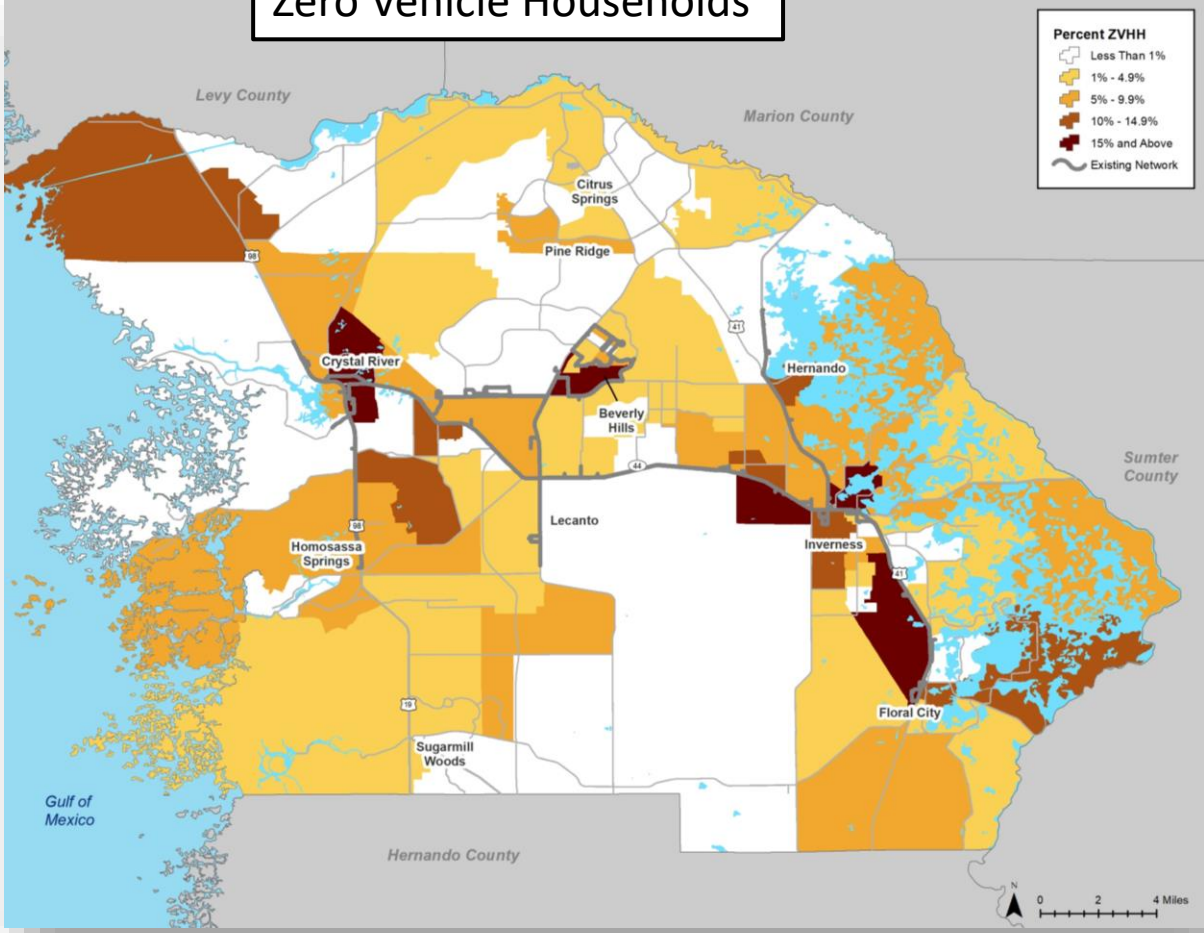 Zero Vehicle Households
Percent ZVHH
Less Than 1%
1% - 4.9%
5% - 9.9%
10% - 14.9%
15% and Above
Existing Network
Levy County
Marion County
Citrus
Springs
Pine Ridge
98
41
Crystal River
Hernando
Beverly
Hills
44
Sumter
County
Lecanto
98
Homosassa
Springs
Inverness
41
19
Floral City
Sugarmill
Woods
Gulf of
Mexico
Hernando County
N
0 2 4 Miles